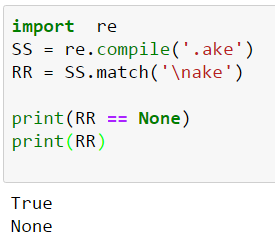 import  re
SS = re.compile('.ake')
RR = SS.match('\nake')
print(RR == None)
print(RR)
True
None